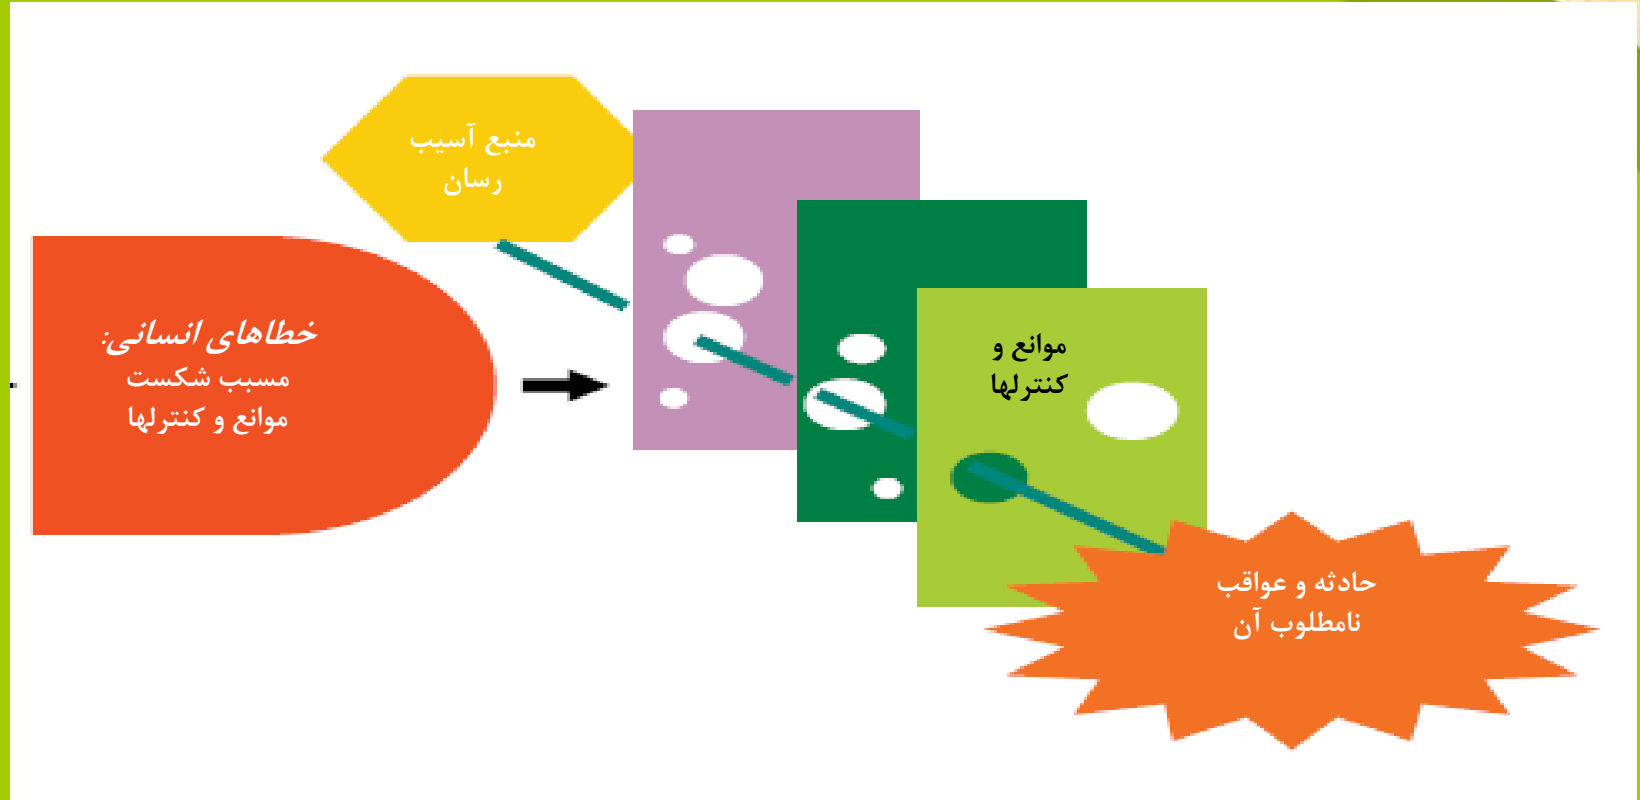 منبع آسیب
رسان
خطاهای انسانی:
مسبب شکست
موانع و کنترلها
موانع و
کنترلها
حادثه و عواقب
نامطلوب آن